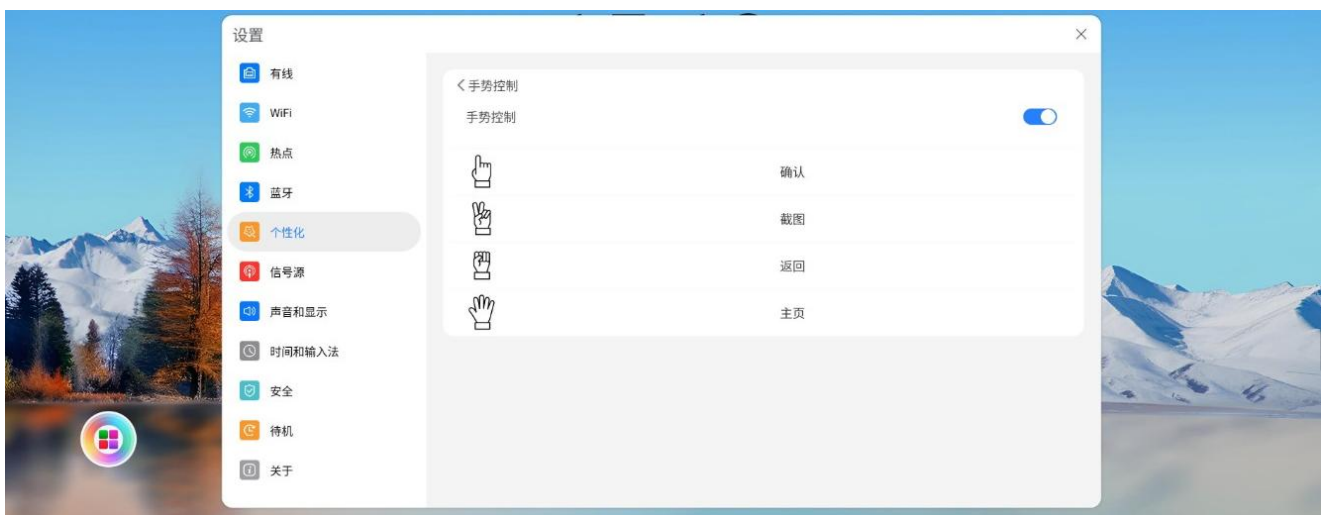 设置
有线
WiFi
热点
蓝牙
个性化
信号源
声音和显示
时间和输入法
安全
待机
关于
手势控制
手势控制
确认
截图
返回
主页